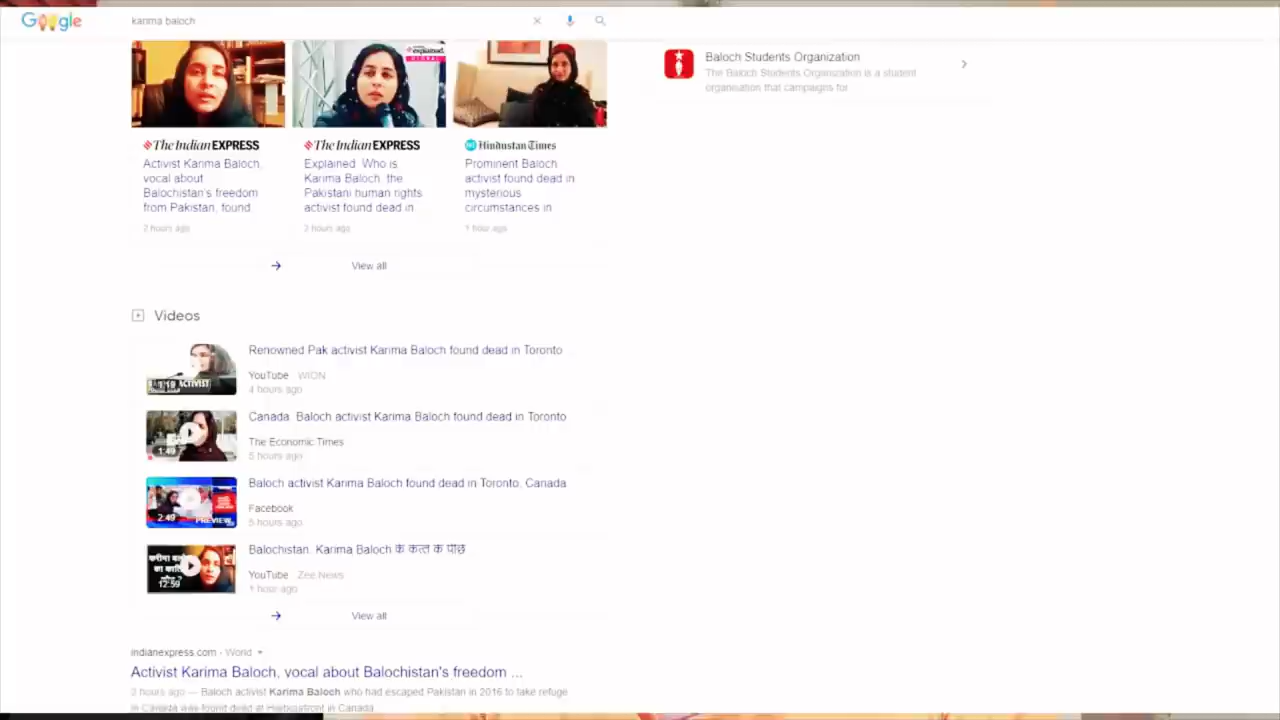 Google
karima baloch
explained.
GLOBAL
The Indian EXPRESS
Activist Karima Baloch,
vocal about
Balochistan's freedom
from Pakistan, found
2 hours ago
The Indian EXPRESS
Explained: Who is
Karima Baloch, the
Pakistani human rights
activist found dead in
2 hours ago
HT Hindustan Times
Prominent Baloch
activist found dead in
mysterious
circumstances in
1 hour ago
View all
Baloch Students Organization
The Baloch Students Organization is a student
organisation that campaigns for
Videos
Renowned Pak activist Karima Baloch found dead in Toronto
YouTube · WION
4 hours ago
ACTIVIST
Canada: Baloch activist Karima Baloch found dead in Toronto
The Economic Times
5 hours ago
Baloch activist Karima Baloch found dead in Toronto, Canada
Facebook
5 hours ago
2:49
PREVIEW
Balochistan: Karima Baloch के कत्ल के पीछे
YouTube · Zee News
1 hour ago
12:59
View all
indianexpress.com › World
Activist Karima Baloch, vocal about Balochistan's freedom ...
2 hours ago — Baloch activist Karima Baloch who had escaped Pakistan in 2016 to take refuge
in Canada was found dead at Harbourfront in Canada